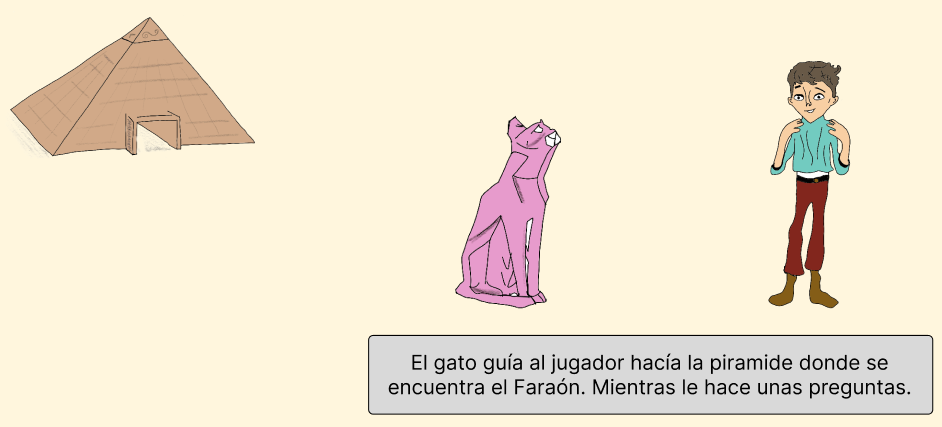 El gato guía al jugador hacía la piramide donde se
encuentra el Faraón. Mientras le hace unas preguntas.